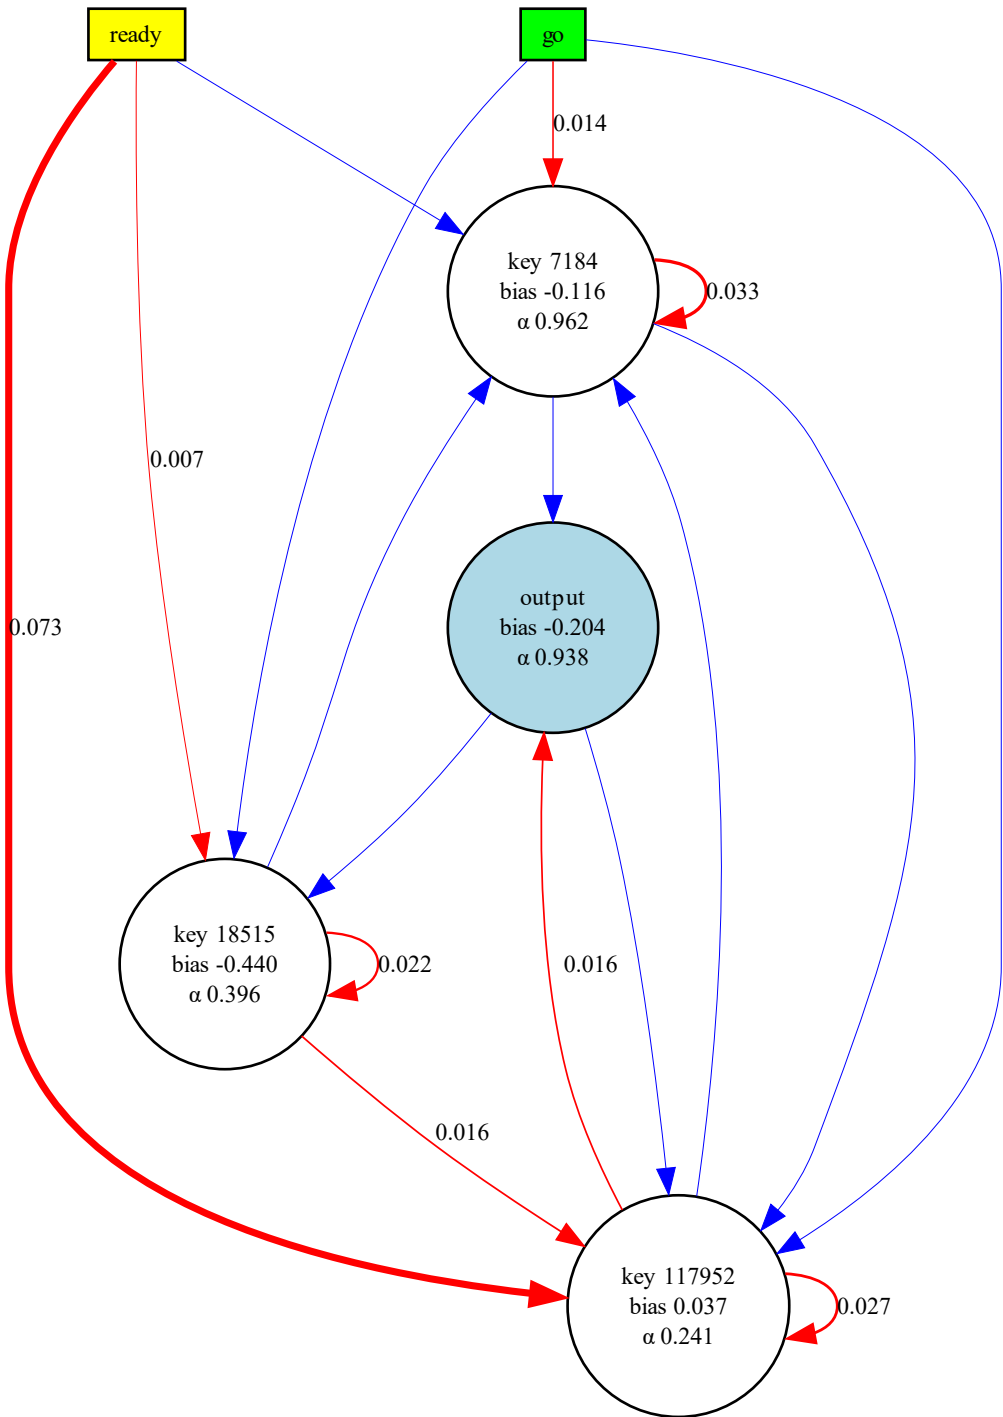 ready
go
0.014
key 7184
bias -0.116
α 0.962
0.033
0.007
output
bias -0.204
α 0.938
0.073
key 18515
bias -0.440
α 0.396
0.022
0.016
0.016
key 117952
bias 0.037
α 0.241
0.027